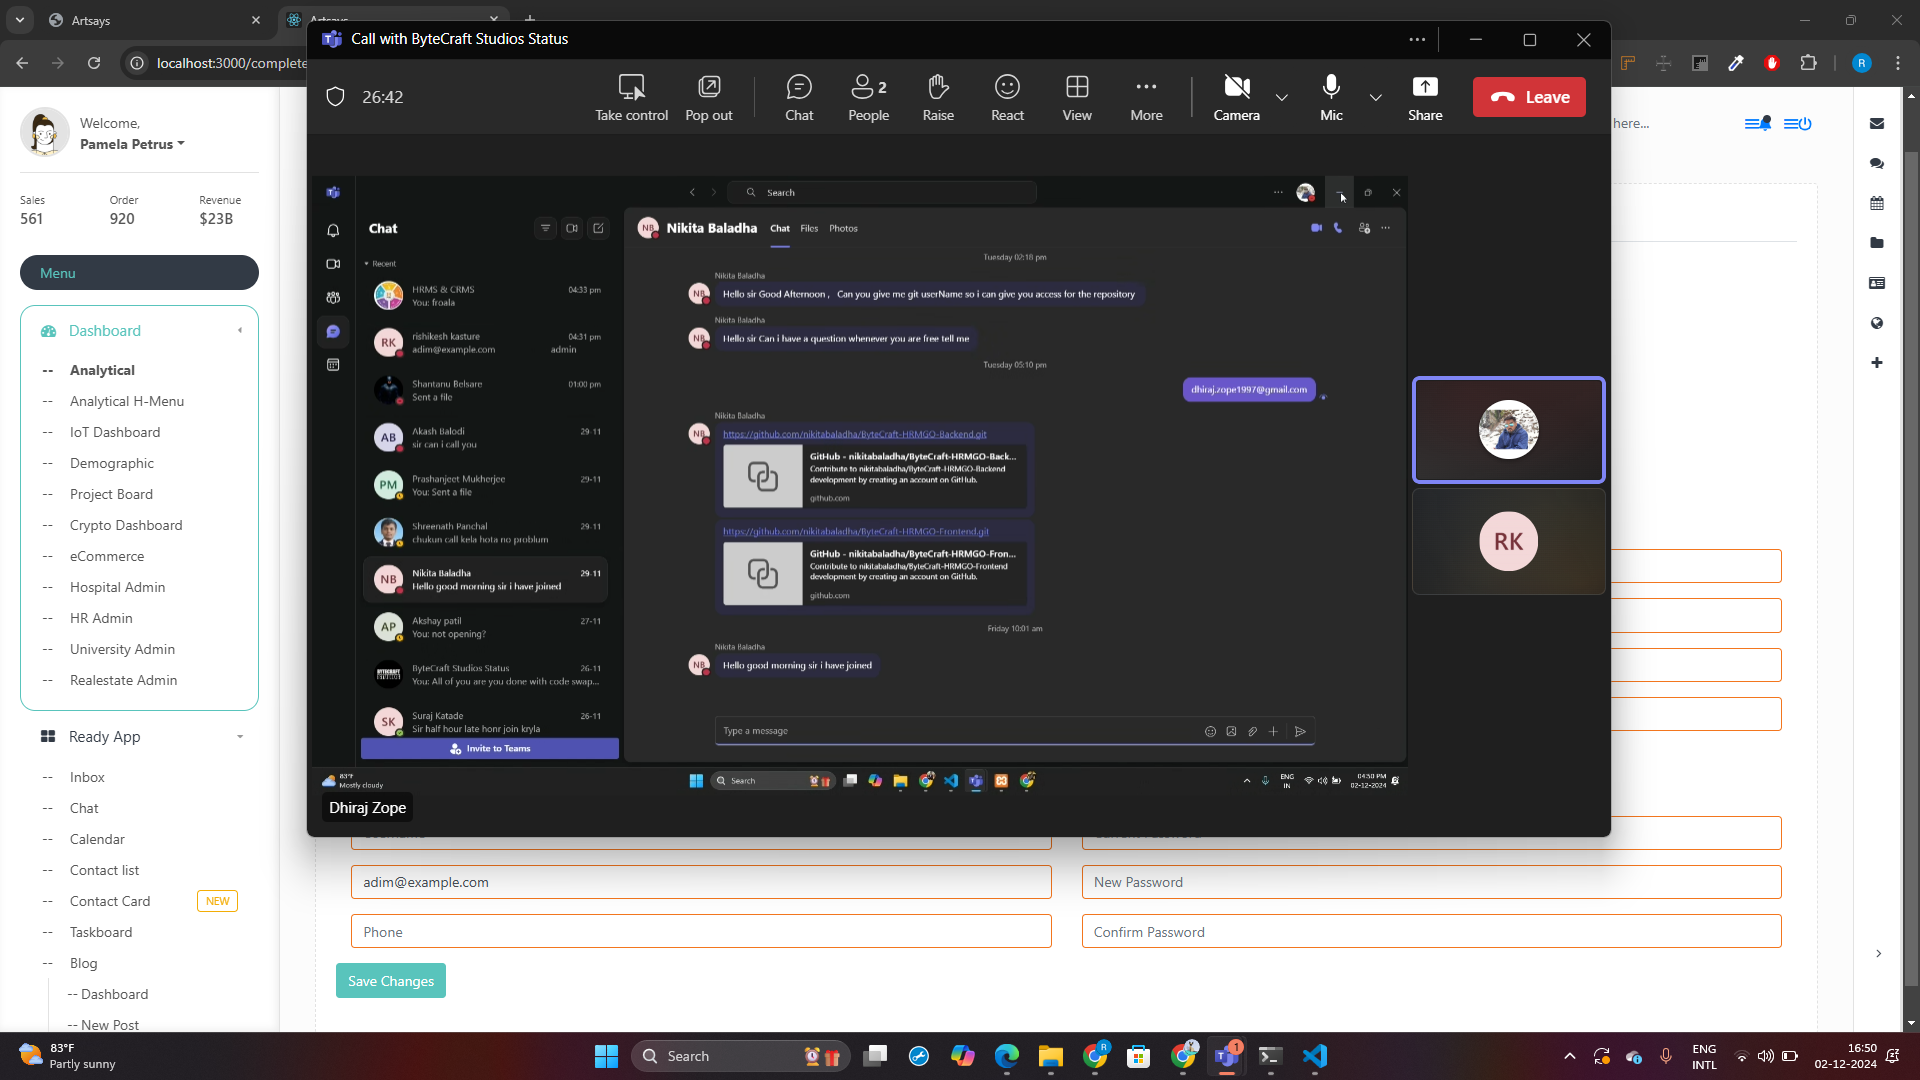 Artsays
Artsays
localhost:3000/complete
Call with ByteCraft Studios Status
26:42
Take control
Pop out
Chat
2
People
Raise
React
View
More
Camera
Mic
Share
Leave
here...
R
Welcome,
Pamela Petrus
Sales
Order
Revenue
561
920
$23B
Menu
Dashboard
-- Analytical
-- Analytical H-Menu
-- IoT Dashboard
-- Demographic
-- Project Board
-- Crypto Dashboard
-- eCommerce
-- Hospital Admin
-- HR Admin
-- University Admin
-- Realestate Admin
Ready App
-- Inbox
-- Chat
-- Calendar
-- Contact list
-- Contact Card NEW
-- Taskboard
-- Blog
-- Dashboard
-- New Post
Search
Chat
Recent
HRMS & CRMS 04:33 pm
You: froala
RK
rishikesh kasture 04:31 pm
adim@example.com admin
Shantanu Belsare 01:00 pm
Sent a file
AB
Akash Balodi 29-11
sir can i call you
PM
Prashanjeet Mukherjee 29-11
You: Sent a file
Shreenath Panchal 29-11
chukun call kela hota no problum
NB
Nikita Baladha 29-11
Hello good morning sir i have joined
AP
Akshay patil 27-11
You: not opening?
ByteCraft Studios Status 26-11
You: All of you are you done with code swap...
SK
Suraj Katade 26-11
Sir half hour late honr join kryla
Invite to Teams
NB
Nikita Baladha
Chat
Files
Photos
Tuesday 02:18 pm
Nikita Baladha
NB
Hello sir Good Afternoon , Can you give me git userName so i can give you access for the repository
Nikita Baladha
NB
Hello sir Can i have a question whenever you are free tell me
Tuesday 05:10 pm
dhiraj.zope1997@gmail.com
Nikita Baladha
NB
https://github.com/nikitabaladha/ByteCraft-HRMGO-Backend.git
GitHub - nikitabaladha/ByteCraft-HRMGO-Back...
Contribute to nikitabaladha/ByteCraft-HRMGO-Backend
development by creating an account on GitHub.
github.com
https://github.com/nikitabaladha/ByteCraft-HRMGO-Frontend.git
GitHub - nikitabaladha/ByteCraft-HRMGO-Fron...
Contribute to nikitabaladha/ByteCraft-HRMGO-Frontend
development by creating an account on GitHub.
github.com
Friday 10:01 am
Nikita Baladha
NB
Hello good morning sir i have joined
Type a message
83°F
Mostly cloudy
Search
ENG
IN
04:50 PM
02-12-2024
Dhiraj Zope
RK
adim@example.com
New Password
Phone
Confirm Password
Save Changes
83°F
Partly sunny
Search
R
1
ENG
INTL
16:50
02-12-2024